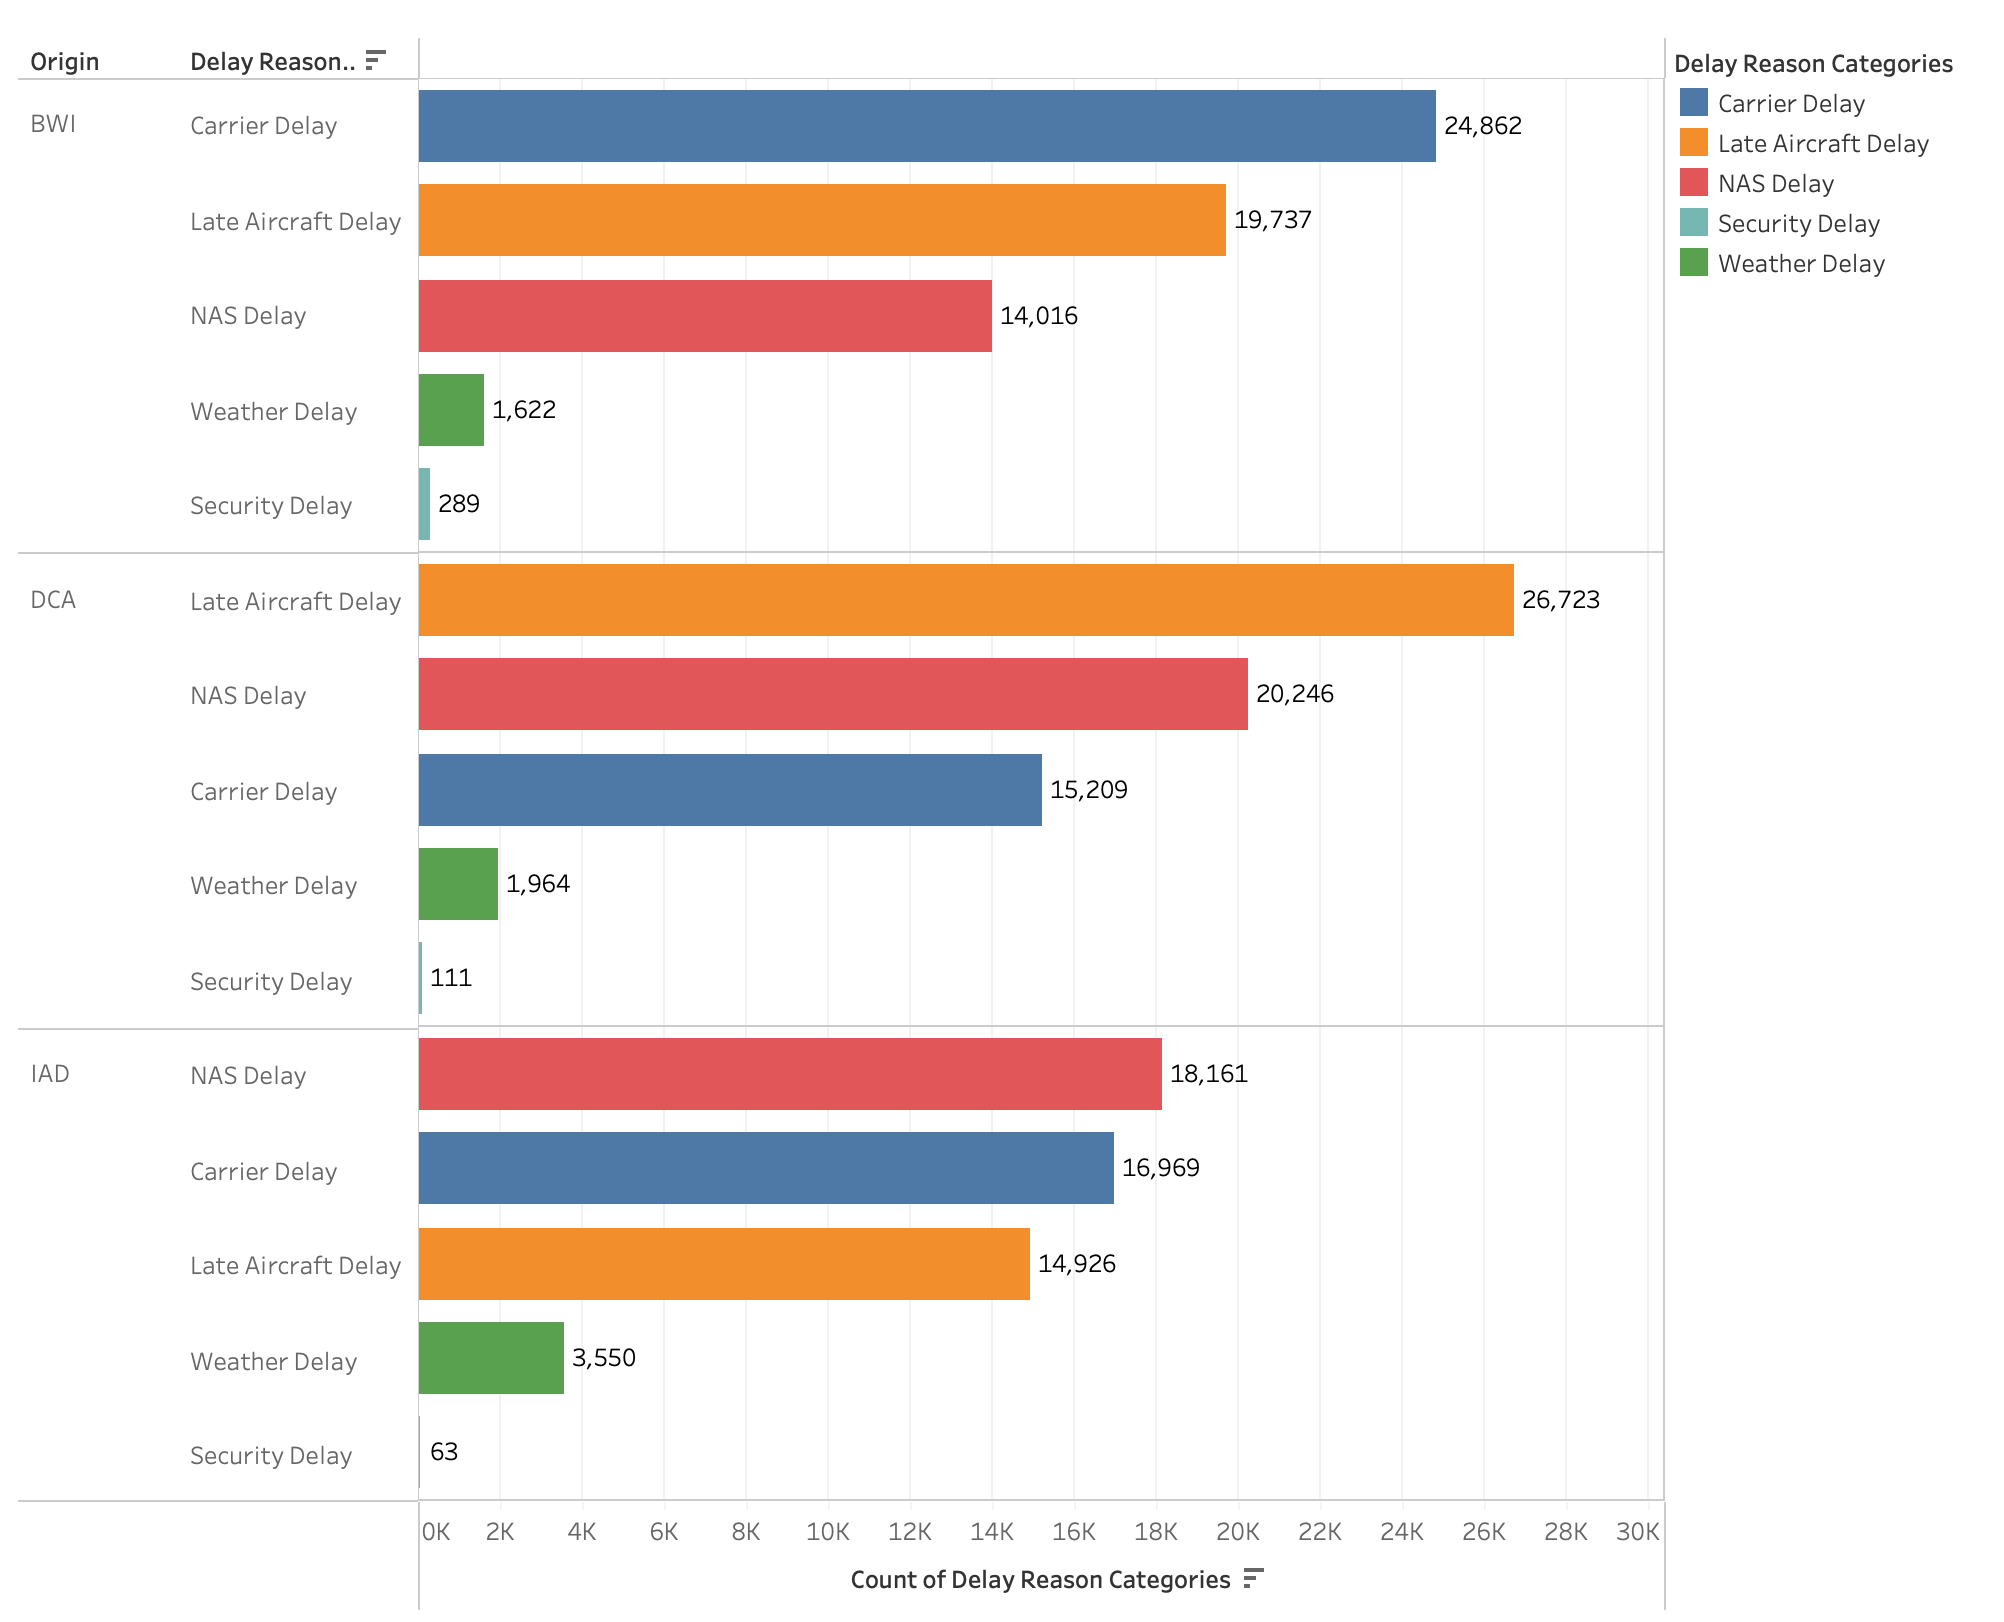 Origin Delay Reason.. Delay Reason Categories
Carrier Delay
Late Aircraft Delay
NAS Delay
Security Delay
Weather Delay
BWI Carrier Delay 24,862
Late Aircraft Delay 19,737
NAS Delay 14,016
Weather Delay 1,622
Security Delay 289
DCA Late Aircraft Delay 26,723
NAS Delay 20,246
Carrier Delay 15,209
Weather Delay 1,964
Security Delay 111
IAD NAS Delay 18,161
Carrier Delay 16,969
Late Aircraft Delay 14,926
Weather Delay 3,550
Security Delay 63
0K 2K 4K 6K 8K 10K 12K 14K 16K 18K 20K 22K 24K 26K 28K 30K
Count of Delay Reason Categories